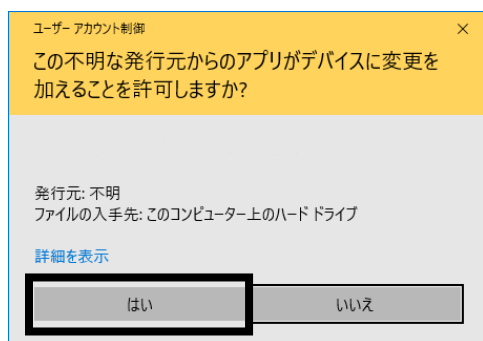 ユーザー アカウント制御
この不明な発行元からのアプリがデバイスに変更を
加えることを許可しますか?
発行元: 不明
ファイルの入手先: このコンピューター上のハード ドライブ
詳細を表示
はい
いいえ